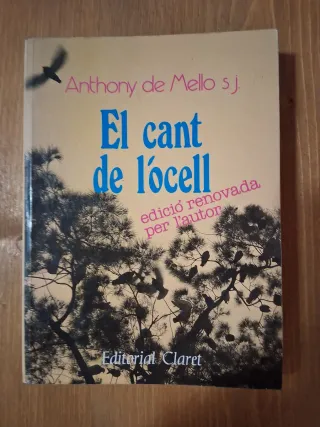 Anthony de Mello s.j.
El cant
de l'ocell
edició renovada
per l'autor
Editorial Claret